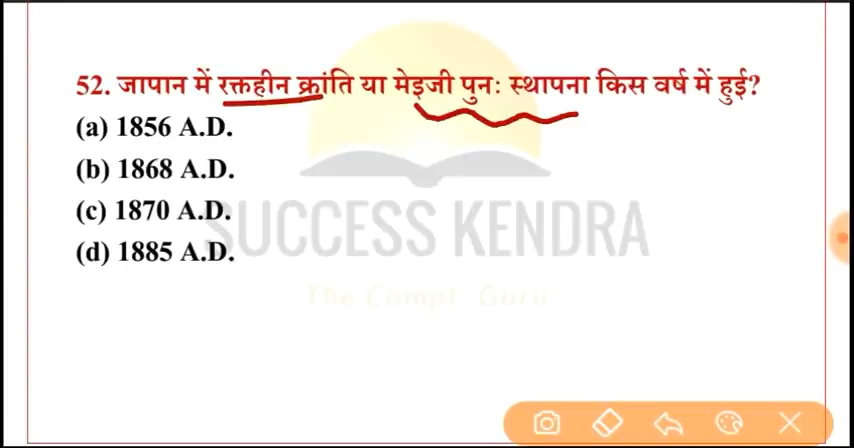 52. जापान में रक्तहीन क्रांति या मेइजी पुनः स्थापना किस वर्ष में हुई?
(a) 1856 A.D.
(b) 1868 A.D.
(c) 1870 A.D.
(d) 1885 A.D.
SUCCESS KENDRA
The Compt. Guru